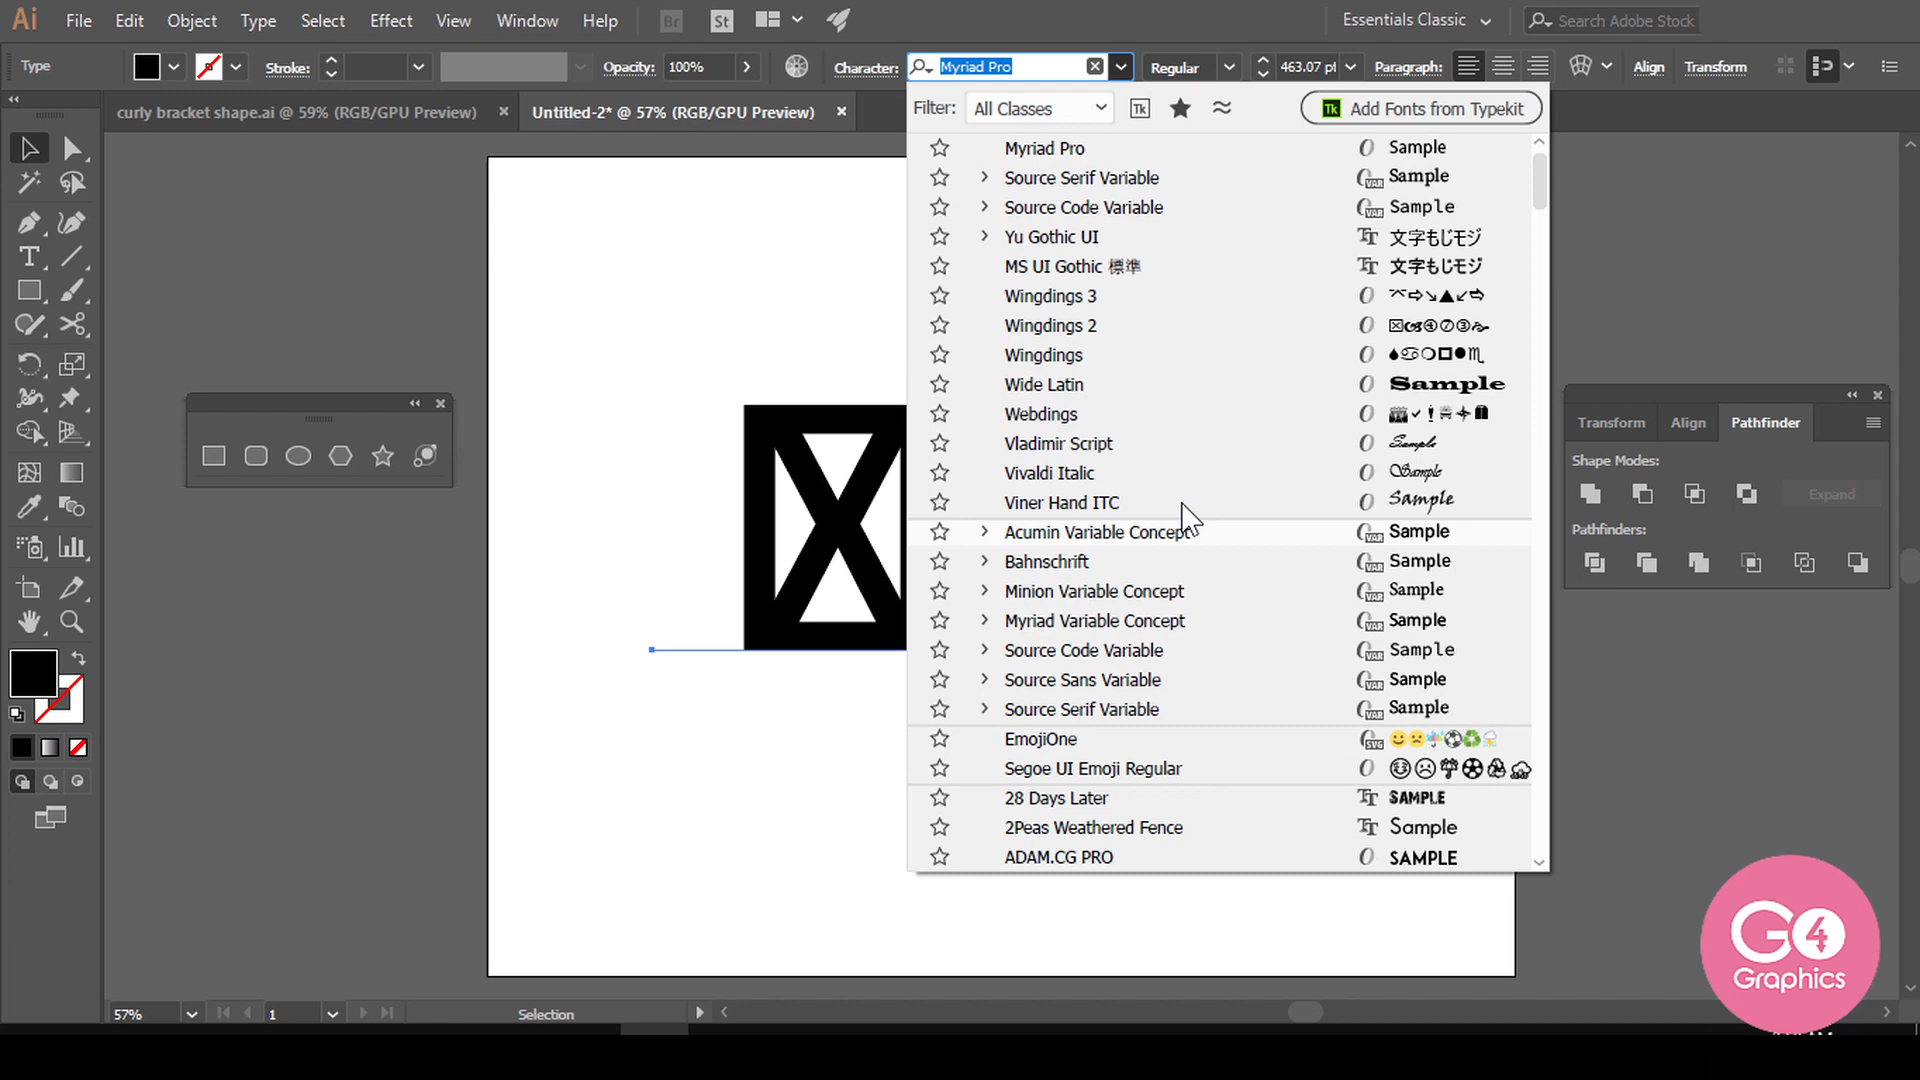 Ai File Edit Object Type Select Effect View Window Help Br St Essentials Classic Search Adobe Stock
Type Stroke: Opacity: 100% Character: Myriad Pro Regular 463.07 pt Paragraph: Align Transform
curly bracket shape.ai @ 59% (RGB/GPU Preview) Untitled-2* @ 57% (RGB/GPU Preview)
Filter: All Classes Tk Tk Add Fonts from Typekit
Myriad Pro Sample
Source Serif Variable Sample
Source Code Variable Sample
Yu Gothic UI 文字もじモジ
MS UI Gothic 標準 文字もじモジ
Wingdings 3
Wingdings 2
Wingdings
Wide Latin Sample
Webdings
Vladimir Script Sample
Vivaldi Italic Sample
Viner Hand ITC Sample
Acumin Variable Concept Sample
Bahnschrift Sample
Minion Variable Concept Sample
Myriad Variable Concept Sample
Source Code Variable Sample
Source Sans Variable Sample
Source Serif Variable Sample
EmojiOne
Segoe UI Emoji Regular
28 Days Later SAMPLE
2Peas Weathered Fence Sample
ADAM.CG PRO SAMPLE
Transform Align Pathfinder
Shape Modes:
Expand
Pathfinders:
57% 1 Selection
G4
Graphics